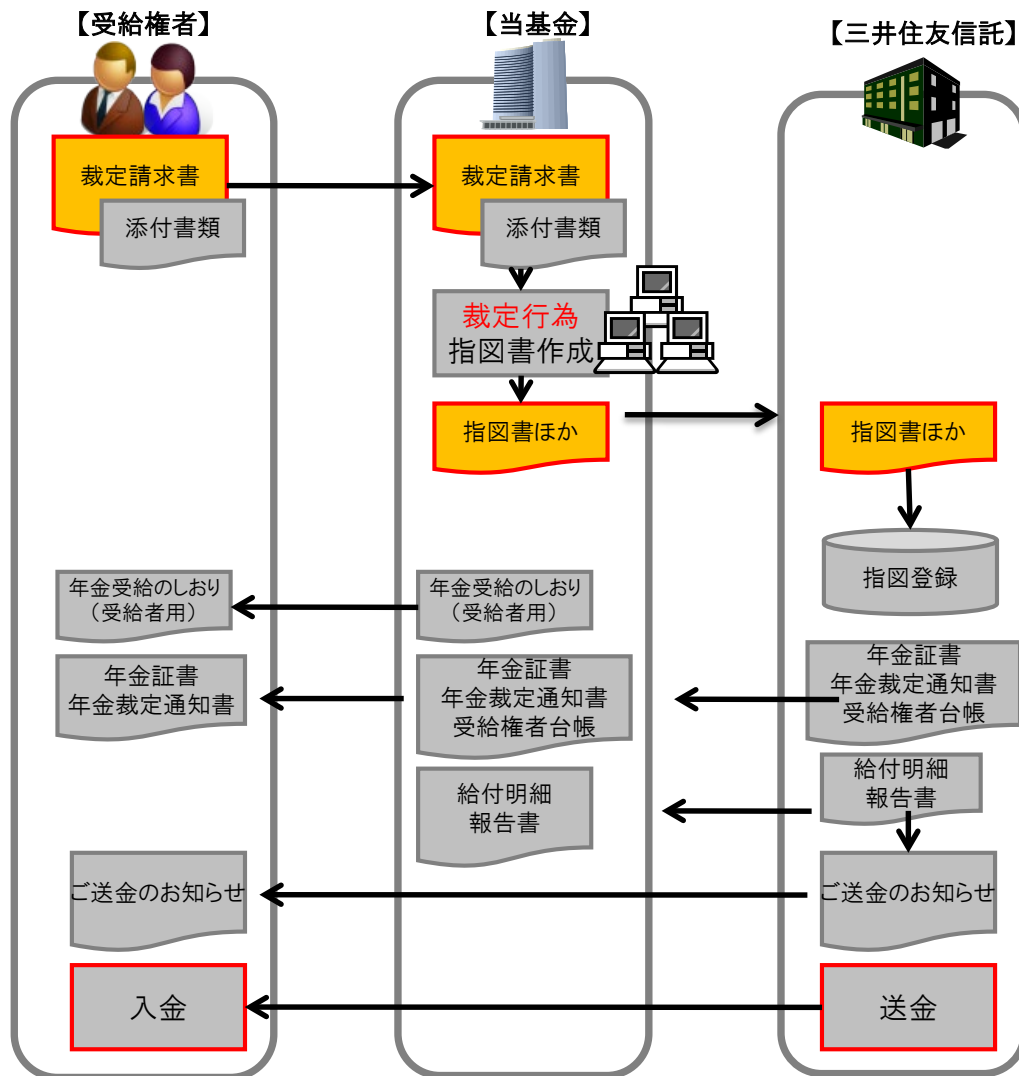 【受給権者】
【当基金】
【三井住友信託】
裁定請求書
添付書類
裁定請求書
添付書類
裁定行為
指図書作成
指図書ほか
指図書ほか
指図登録
年金受給のしおり
（受給者用）
年金受給のしおり
（受給者用）
年金証書
年金裁定通知書
年金証書
年金裁定通知書
受給権者台帳
年金証書
年金裁定通知書
受給権者台帳
給付明細
報告書
給付明細
報告書
ご送金のお知らせ
ご送金のお知らせ
入金
送金